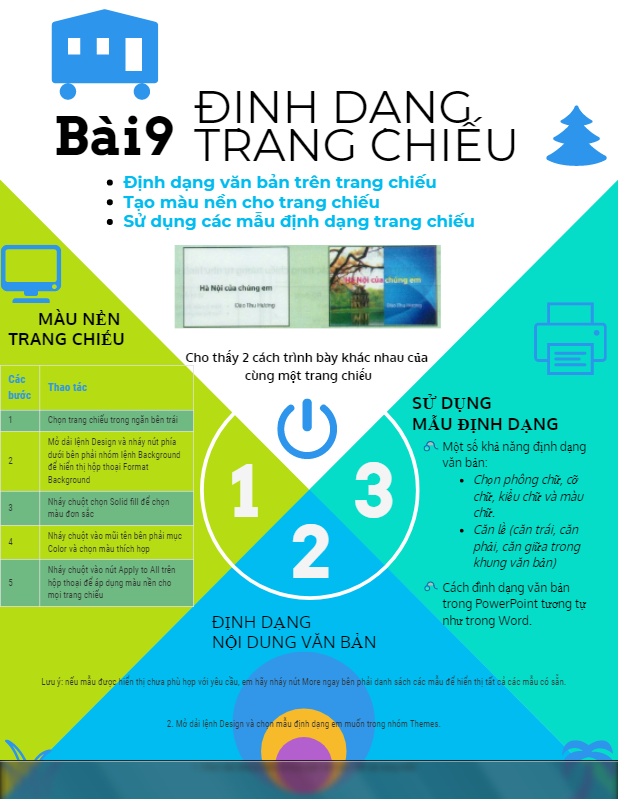 Bài9
ĐỊNH DẠNG
TRANG CHIẾU
Định dạng văn bản trên trang chiếu
Tạo màu nền cho trang chiếu
Sử dụng các mẫu định dạng trang chiếu
Hà Nội của chúng em
Đào Thu Hương
Hà Nội của chúng em
Đào Thu Hương
Cho thấy 2 cách trình bày khác nhau của
cùng một trang chiếu
MÀU NỀN
TRANG CHIẾU
Các bước
Thao tác
1
Chọn trang chiếu trong ngăn bên trái
2
Mở dải lệnh Design và nháy nút phía
dưới bên phải nhóm lệnh Background
để hiển thị hộp thoại Format
Background
3
Nháy chuột chọn Solid fill để chọn
màu đơn sắc
4
Nháy chuột vào mũi tên bên phải mục
Color và chọn màu thích hợp
5
Nháy chuột vào nút Apply to All trên
hộp thoại để áp dụng màu nền cho
mọi trang chiếu
1
2
3
SỬ DỤNG
MẪU ĐỊNH DẠNG
Một số khả năng định dạng
văn bản:
Chọn phông chữ, cỡ
chữ, kiểu chữ và màu
chữ.
Căn lề (căn trái, căn
phải, căn giữa trong
khung văn bản)
Cách đinh dạng văn bản
trong PowerPoint tương tự
như trong Word.
ĐỊNH DẠNG
NỘI DUNG VĂN BẢN
Lưu ý: nếu mẫu được hiển thị chưa phù hợp với yêu cầu, em hãy nháy nút More ngay bên phải danh sách các mẫu để hiển thị tất cả các mẫu có sẵn.
2. Mở dải lệnh Design và chọn mẫu định dạng em muốn trong nhóm Themes.